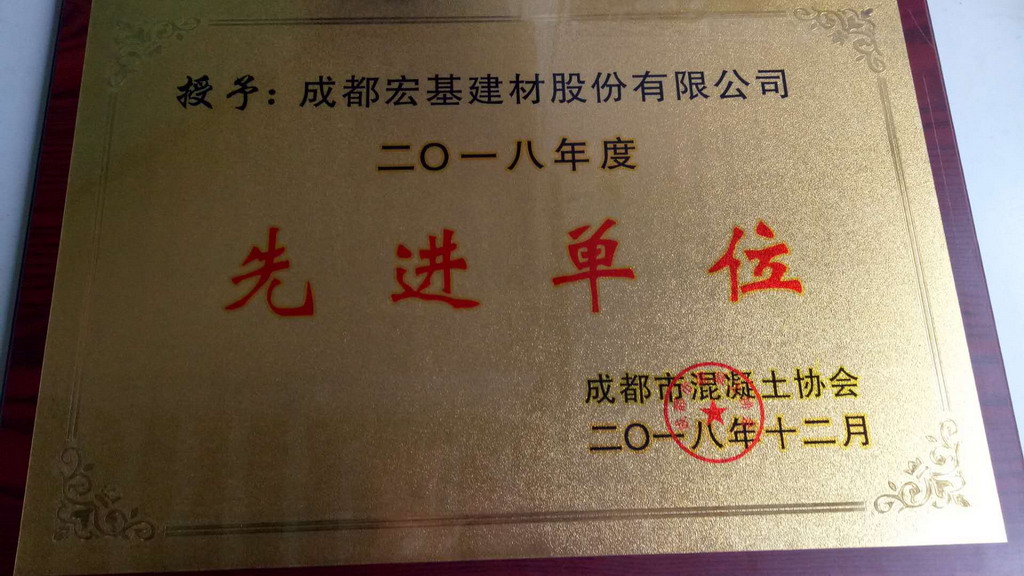 授予：成都宏基建材股份有限公司
二〇一八年度
先进单位
成都市混凝土协会
二〇一八年十二月